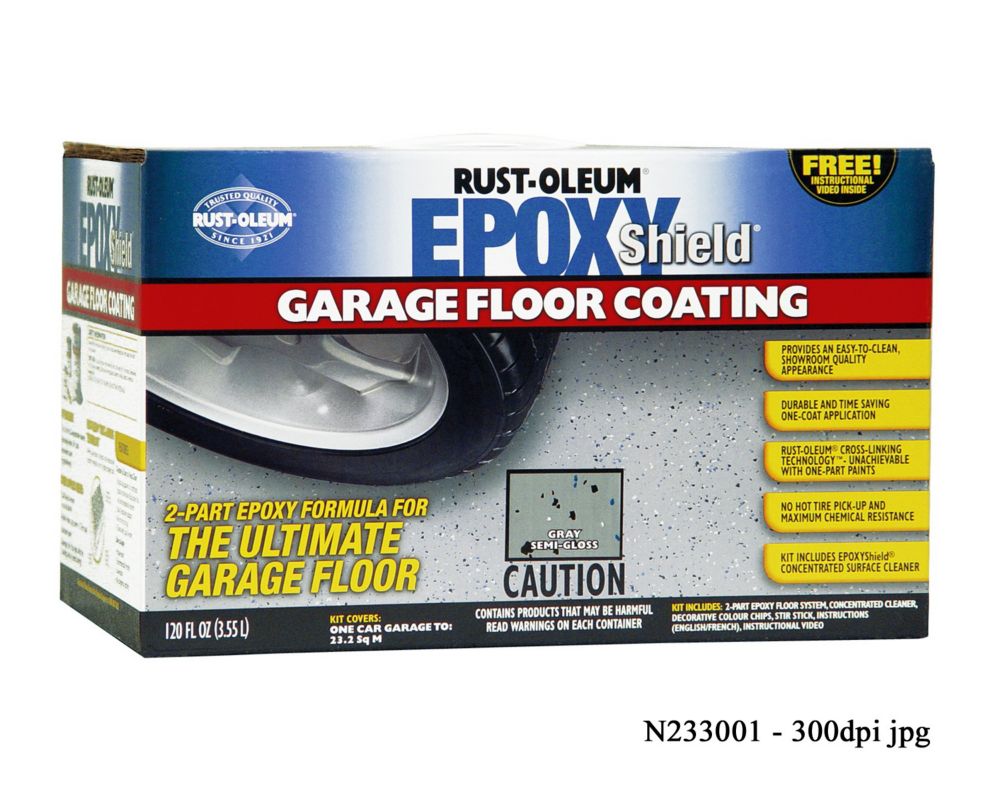 FREE!
INSTRUCTIONAL
VIDEO INSIDE
TRUSTED QUALITY
RUST-OLEUM®
SINCE 1921
RUST-OLEUM®
EPOXY
Shield®
GARAGE FLOOR COATING
RUST-OLEUM
EPOXY
Shield
GARAGE FLOOR COATING
PROVIDES AN EASY-TO-CLEAN,
SHOWROOM QUALITY
APPEARANCE
DURABLE AND TIME SAVING
ONE-COAT APPLICATION
RUST-OLEUM® CROSS-LINKING
TECHNOLOGY™- UNACHIEVABLE
WITH ONE-PART PAINTS
NO HOT TIRE PICK-UP AND
MAXIMUM CHEMICAL RESISTANCE
KIT INCLUDES EPOXYShield®
CONCENTRATED SURFACE CLEANER
2-PART EPOXY FORMULA FOR
THE ULTIMATE
GARAGE FLOOR
GRAY
SEMI-GLOSS
CAUTION
CONTAINS PRODUCTS THAT MAY BE HARMFUL
READ WARNINGS ON EACH CONTAINER
120 FL OZ (3.55 L)
KIT COVERS:
ONE CAR GARAGE TO:
23.2 Sq M
KIT INCLUDES: 2-PART EPOXY FLOOR SYSTEM, CONCENTRATED CLEANER,
DECORATIVE COLOUR CHIPS, STIR STICK, INSTRUCTIONS
(ENGLISH/FRENCH), INSTRUCTIONAL VIDEO
N233001 - 300dpi jpg